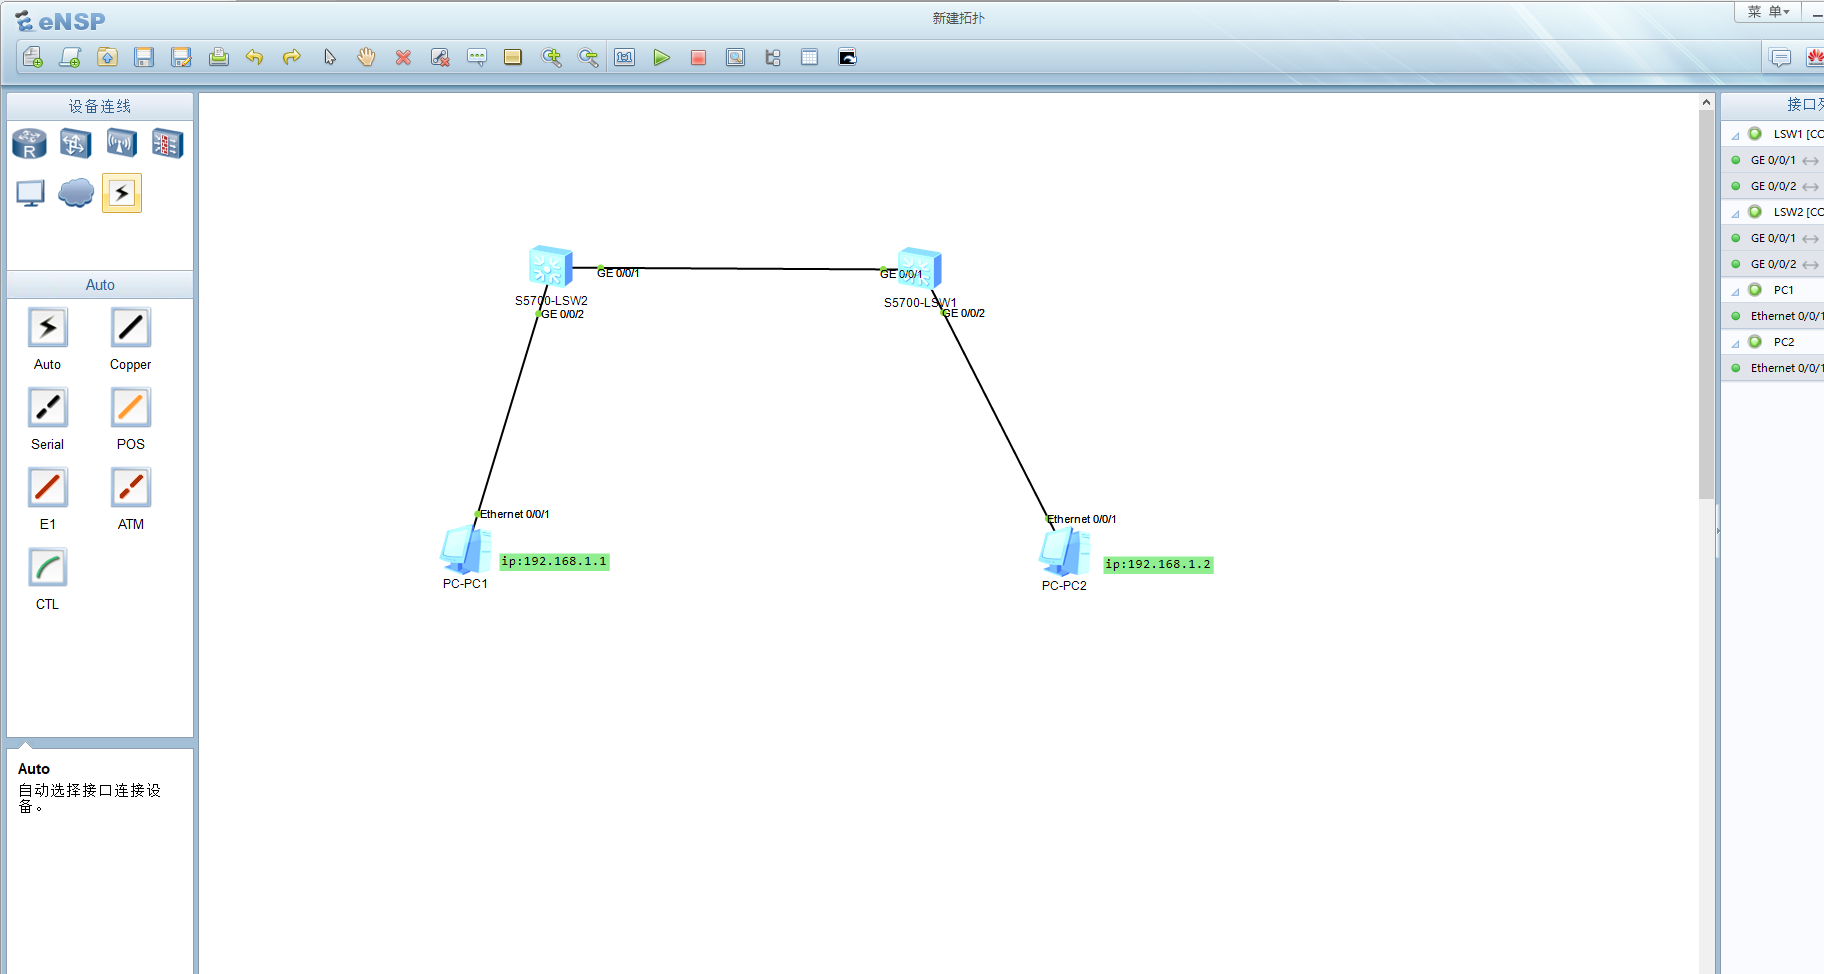 eNSP
新建拓扑
菜 单
1:1
设备连线
R
Auto
Auto
Copper
Serial
POS
E1
ATM
CTL
Auto
自动选择接口连接设
备。
GE 0/0/1
GE 0/0/1
S5700-LSW2
S5700-LSW1
GE 0/0/2
GE 0/0/2
Ethernet 0/0/1
Ethernet 0/0/1
ip:192.168.1.1
ip:192.168.1.2
PC-PC1
PC-PC2
接口
LSW1 [CO
GE 0/0/1
GE 0/0/2
LSW2 [CO
GE 0/0/1
GE 0/0/2
PC1
Ethernet 0/0/1
PC2
Ethernet 0/0/1